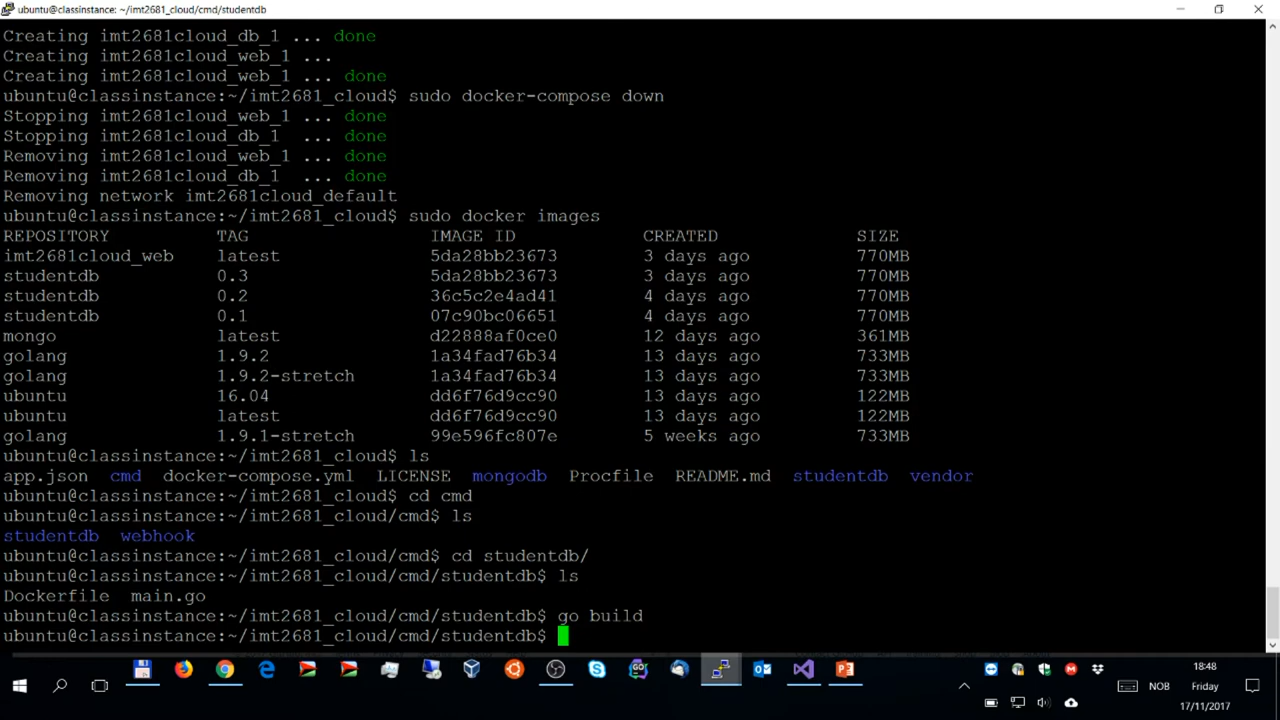 ubuntu@classinstance: ~/imt2681_cloud/cmd/studentdb
Creating imt2681cloud_db_1 ... done
Creating imt2681cloud_web_1 ...
Creating imt2681cloud_web_1 ... done
ubuntu@classinstance:~/imt2681_cloud$ sudo docker-compose down
Stopping imt2681cloud_web_1 ... done
Stopping imt2681cloud_db_1 ... done
Removing imt2681cloud_web_1 ... done
Removing imt2681cloud_db_1 ... done
Removing network imt2681cloud_default
ubuntu@classinstance:~/imt2681_cloud$ sudo docker images
REPOSITORY TAG IMAGE ID CREATED SIZE
imt2681cloud_web latest 5da28bb23673 3 days ago 770MB
studentdb 0.3 5da28bb23673 3 days ago 770MB
studentdb 0.2 36c5c2e4ad41 4 days ago 770MB
studentdb 0.1 07c90bc06651 4 days ago 770MB
mongo latest d22888af0ce0 12 days ago 361MB
golang 1.9.2 1a34fad76b34 13 days ago 733MB
golang 1.9.2-stretch 1a34fad76b34 13 days ago 733MB
ubuntu 16.04 dd6f76d9cc90 13 days ago 122MB
ubuntu latest dd6f76d9cc90 13 days ago 122MB
golang 1.9.1-stretch 99e596fc807e 5 weeks ago 733MB
ubuntu@classinstance:~/imt2681_cloud$ ls
app.json cmd docker-compose.yml LICENSE mongodb Procfile README.md studentdb vendor
ubuntu@classinstance:~/imt2681_cloud$ cd cmd
ubuntu@classinstance:~/imt2681_cloud/cmd$ ls
studentdb webhook
ubuntu@classinstance:~/imt2681_cloud/cmd$ cd studentdb/
ubuntu@classinstance:~/imt2681_cloud/cmd/studentdb$ ls
Dockerfile main.go
ubuntu@classinstance:~/imt2681_cloud/cmd/studentdb$ go build
ubuntu@classinstance:~/imt2681_cloud/cmd/studentdb$
18:48
NOB Friday
17/11/2017